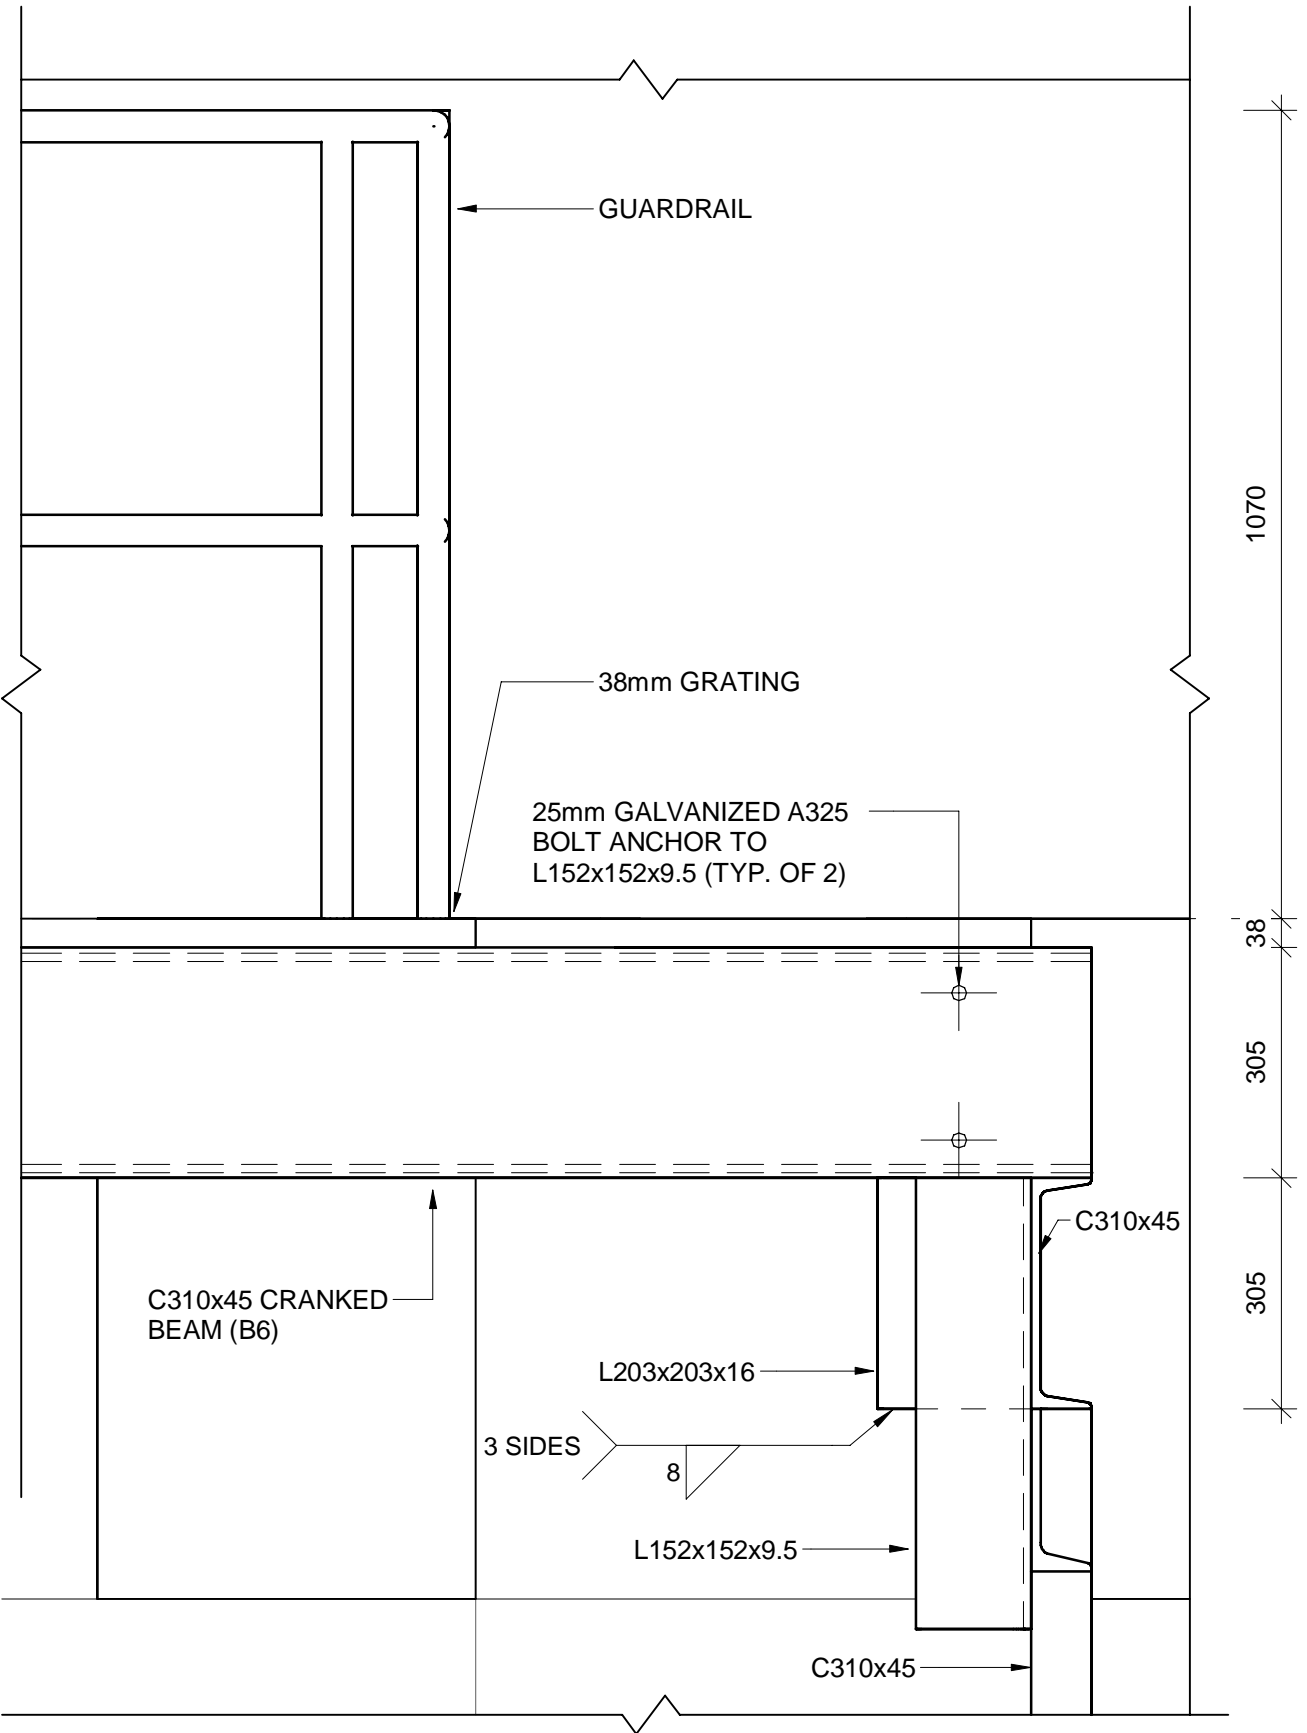 GUARDRAIL
1070
38mm GRATING
25mm GALVANIZED A325
BOLT ANCHOR TO
L152x152x9.5 (TYP. OF 2)
38
305
C310x45
305
C310x45 CRANKED
BEAM (B6)
L203x203x16
3 SIDES
8
L152x152x9.5
C310x45